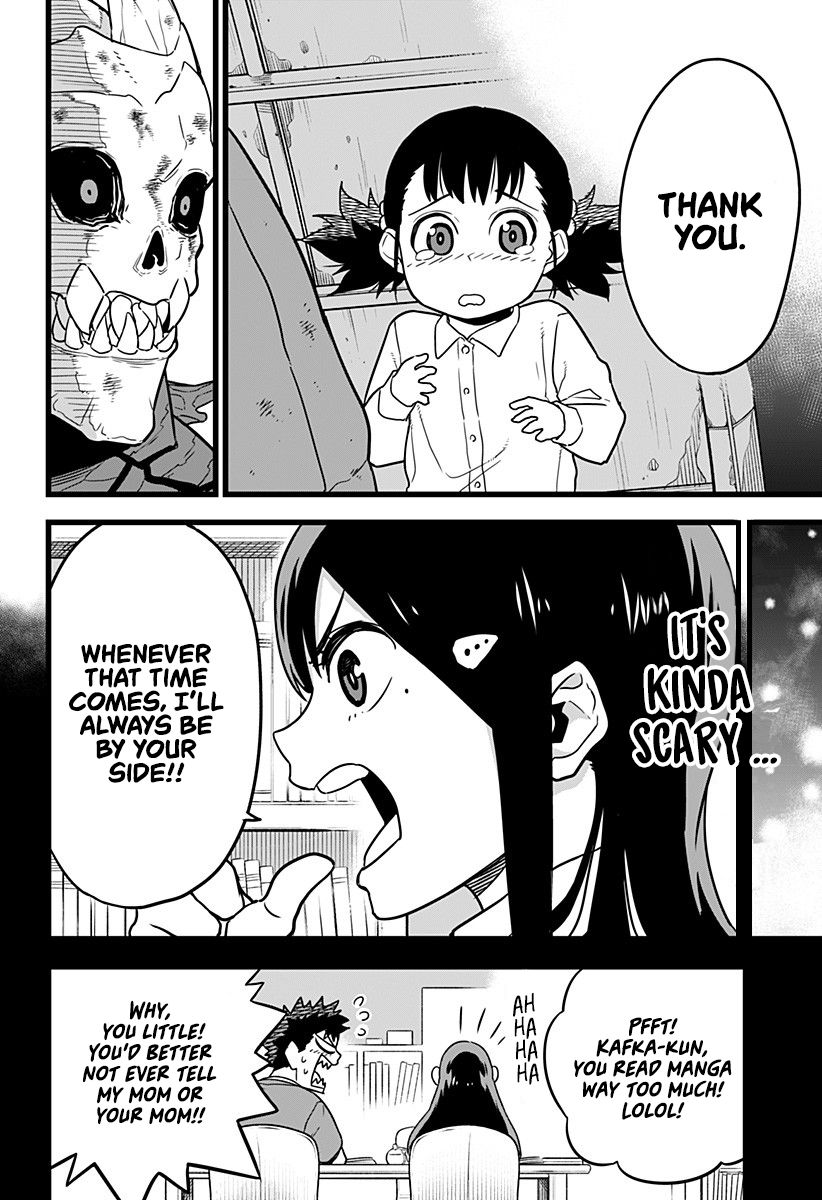 THANK
YOU.
IT'S
KINDA
SCARY ...
WHENEVER
THAT TIME
COMES, I'LL
ALWAYS BE
BY YOUR
SIDE!!
PFFT!
KAFKA-KUN,
YOU READ MANGA
WAY TOO MUCH!
LOLOL!
AH
HA
HA
HA
WHY,
YOU LITTLE!
YOU'D BETTER
NOT EVER TELL
MY MOM OR
YOUR MOM!!